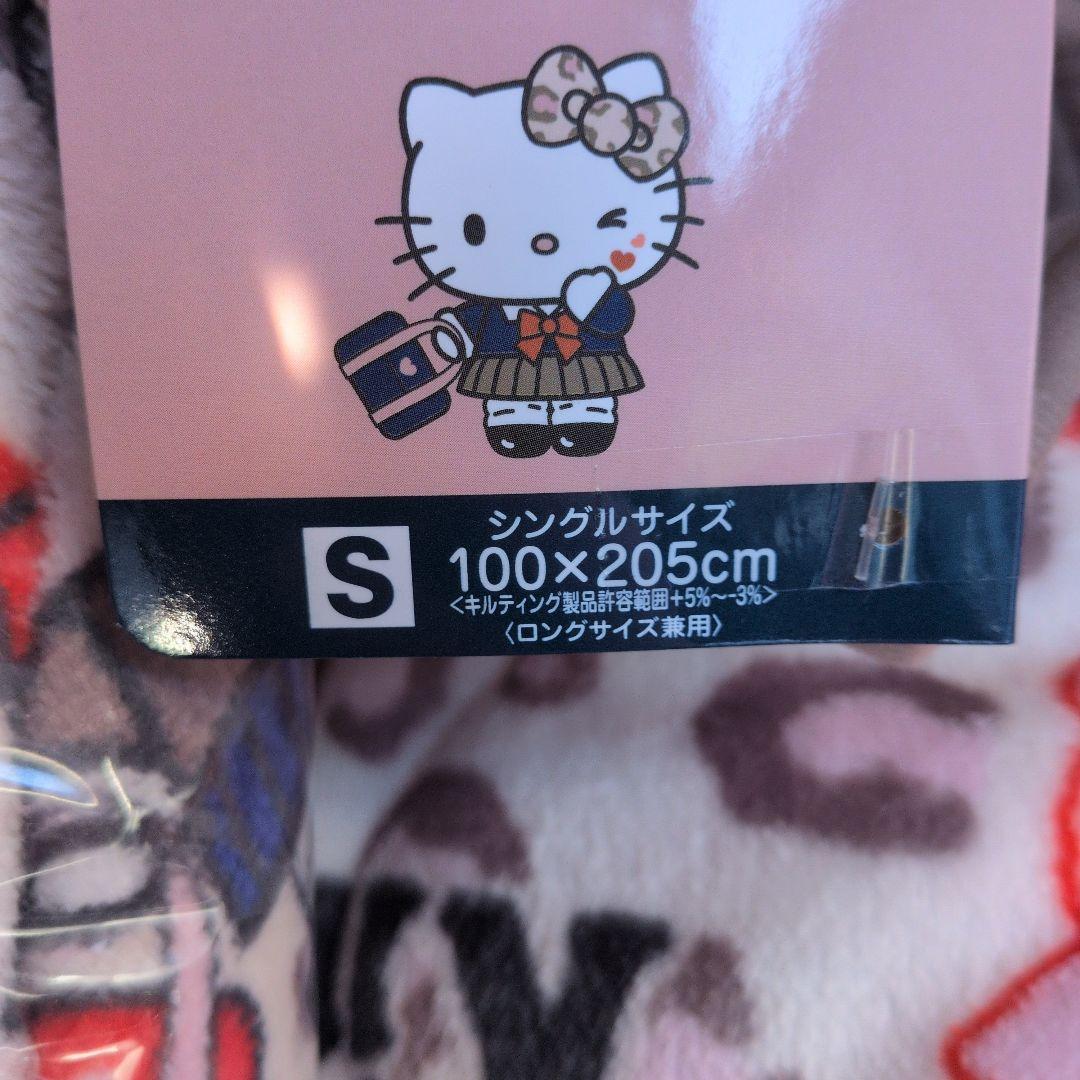 S
シングルサイズ
100×205cm
<キルティング製品許容範囲+5%～-3%>
〈ロングサイズ兼用〉